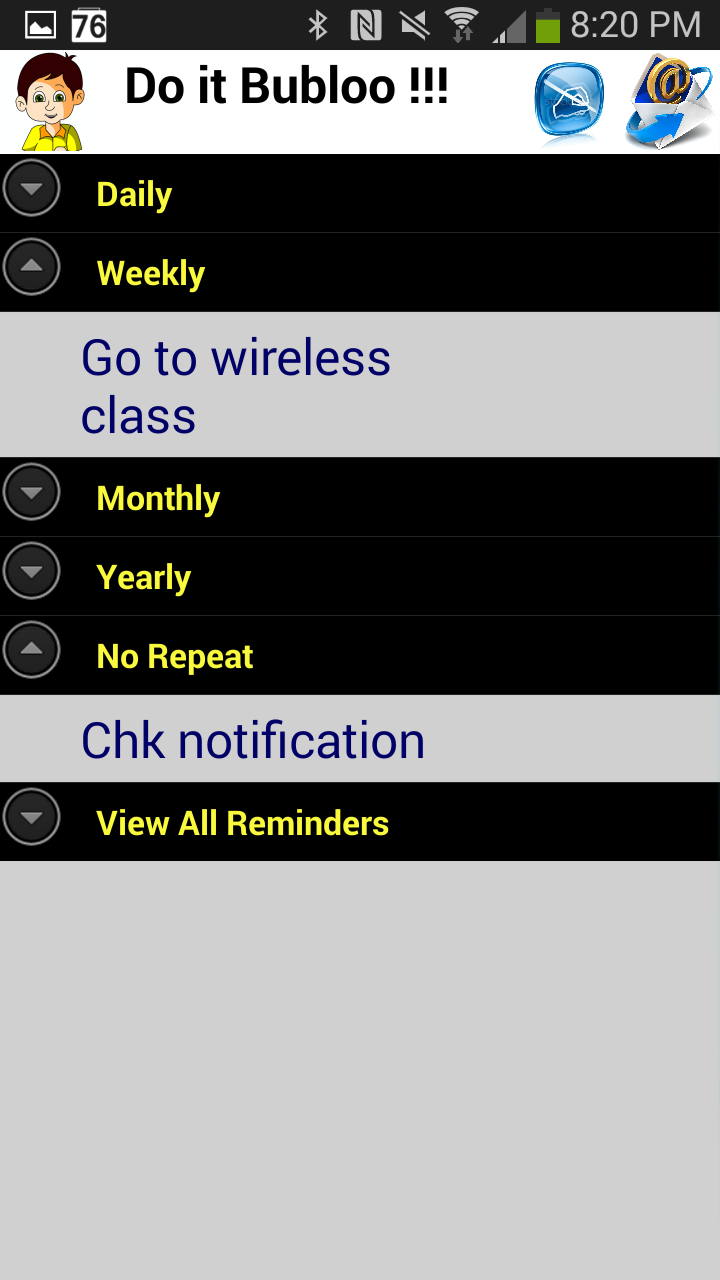 76 8:20 PM
Do it Bubloo !!!
Daily
Weekly
Go to wireless
class
Monthly
Yearly
No Repeat
Chk notification
View All Reminders